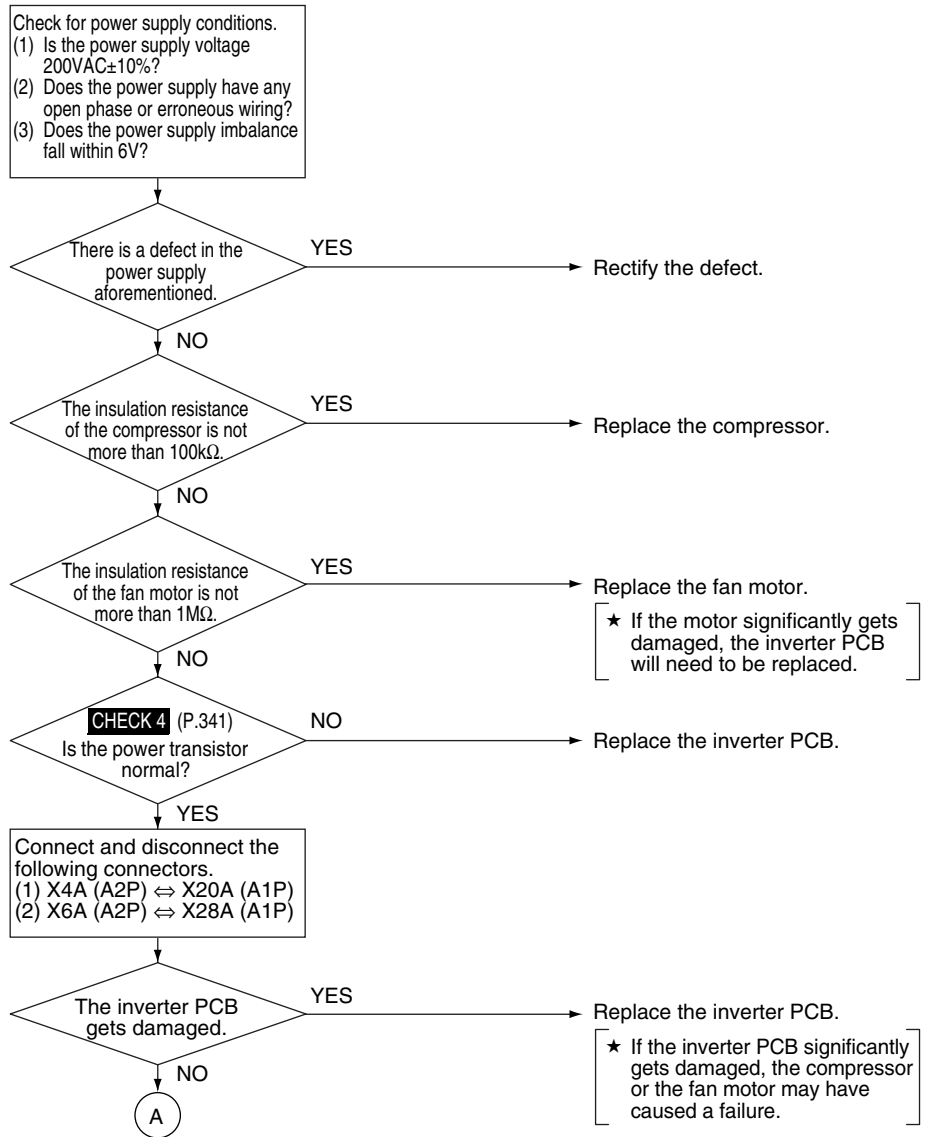 Check for power supply conditions.
(1) Is the power supply voltage
200VAC±10%?
(2) Does the power supply have any
open phase or erroneous wiring?
(3) Does the power supply imbalance
fall within 6V?
There is a defect in the
power supply
aforementioned.
YES
Rectify the defect.
NO
The insulation resistance
of the compressor is not
more than 100kΩ.
YES
Replace the compressor.
NO
The insulation resistance
of the fan motor is not
more than 1MΩ.
YES
Replace the fan motor.
★ If the motor significantly gets
damaged, the inverter PCB
will need to be replaced.
NO
CHECK 4 (P.341)
Is the power transistor
normal?
NO
Replace the inverter PCB.
YES
Connect and disconnect the
following connectors.
(1) X4A (A2P) ⇔ X20A (A1P)
(2) X6A (A2P) ⇔ X28A (A1P)
The inverter PCB
gets damaged.
YES
Replace the inverter PCB.
★ If the inverter PCB significantly
gets damaged, the compressor
or the fan motor may have
caused a failure.
NO
A